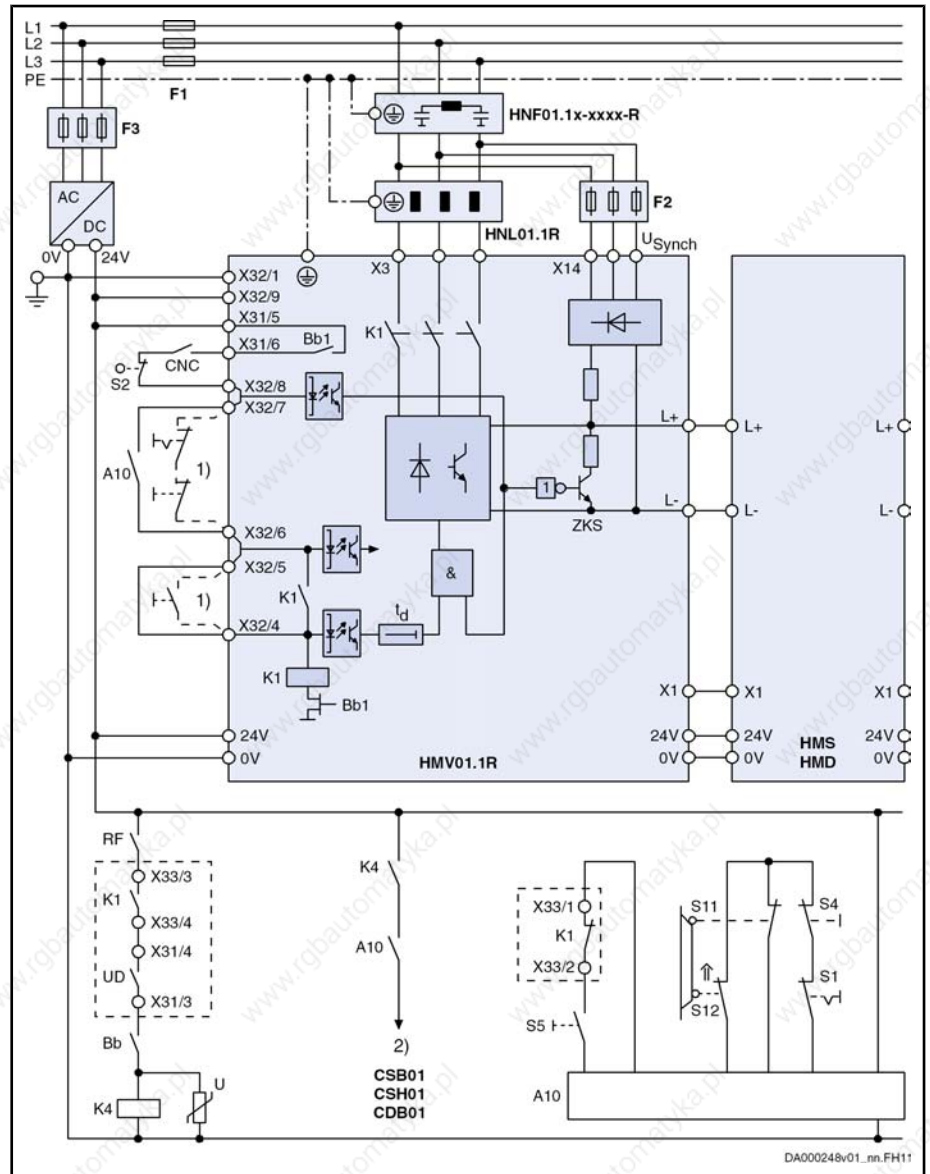 L1
L2
L3
PE
F1
F3
HNF01.1x-xxxx-R
AC
DC
F2
HNL01.1R
0V 24V
USynch
X32/1
X3
X14
X32/9
X31/5
Bb1
K1
X31/6
CNC
S2
X32/8
X32/7
L+
L+
L+
1)
A10
1
L-
L-
L-
ZKS
X32/6
X32/5
&
K1
1)
td
X32/4
K1
Bb1
X1
X1
X1
24V
24V
24V
24V
HMS
0V
HMV01.1R
0V
0V
HMD
0V
RF
K4
X33/3
K1
X33/1
S11
S4
X33/4
K1
X31/4
A10
X33/2
UD
S1
X31/3
S12
S5
Bb
2)
U
CSB01
CSH01
A10
K4
CDB01
DA000248v01_nn.FH11
www.rgbautomatyka.pl